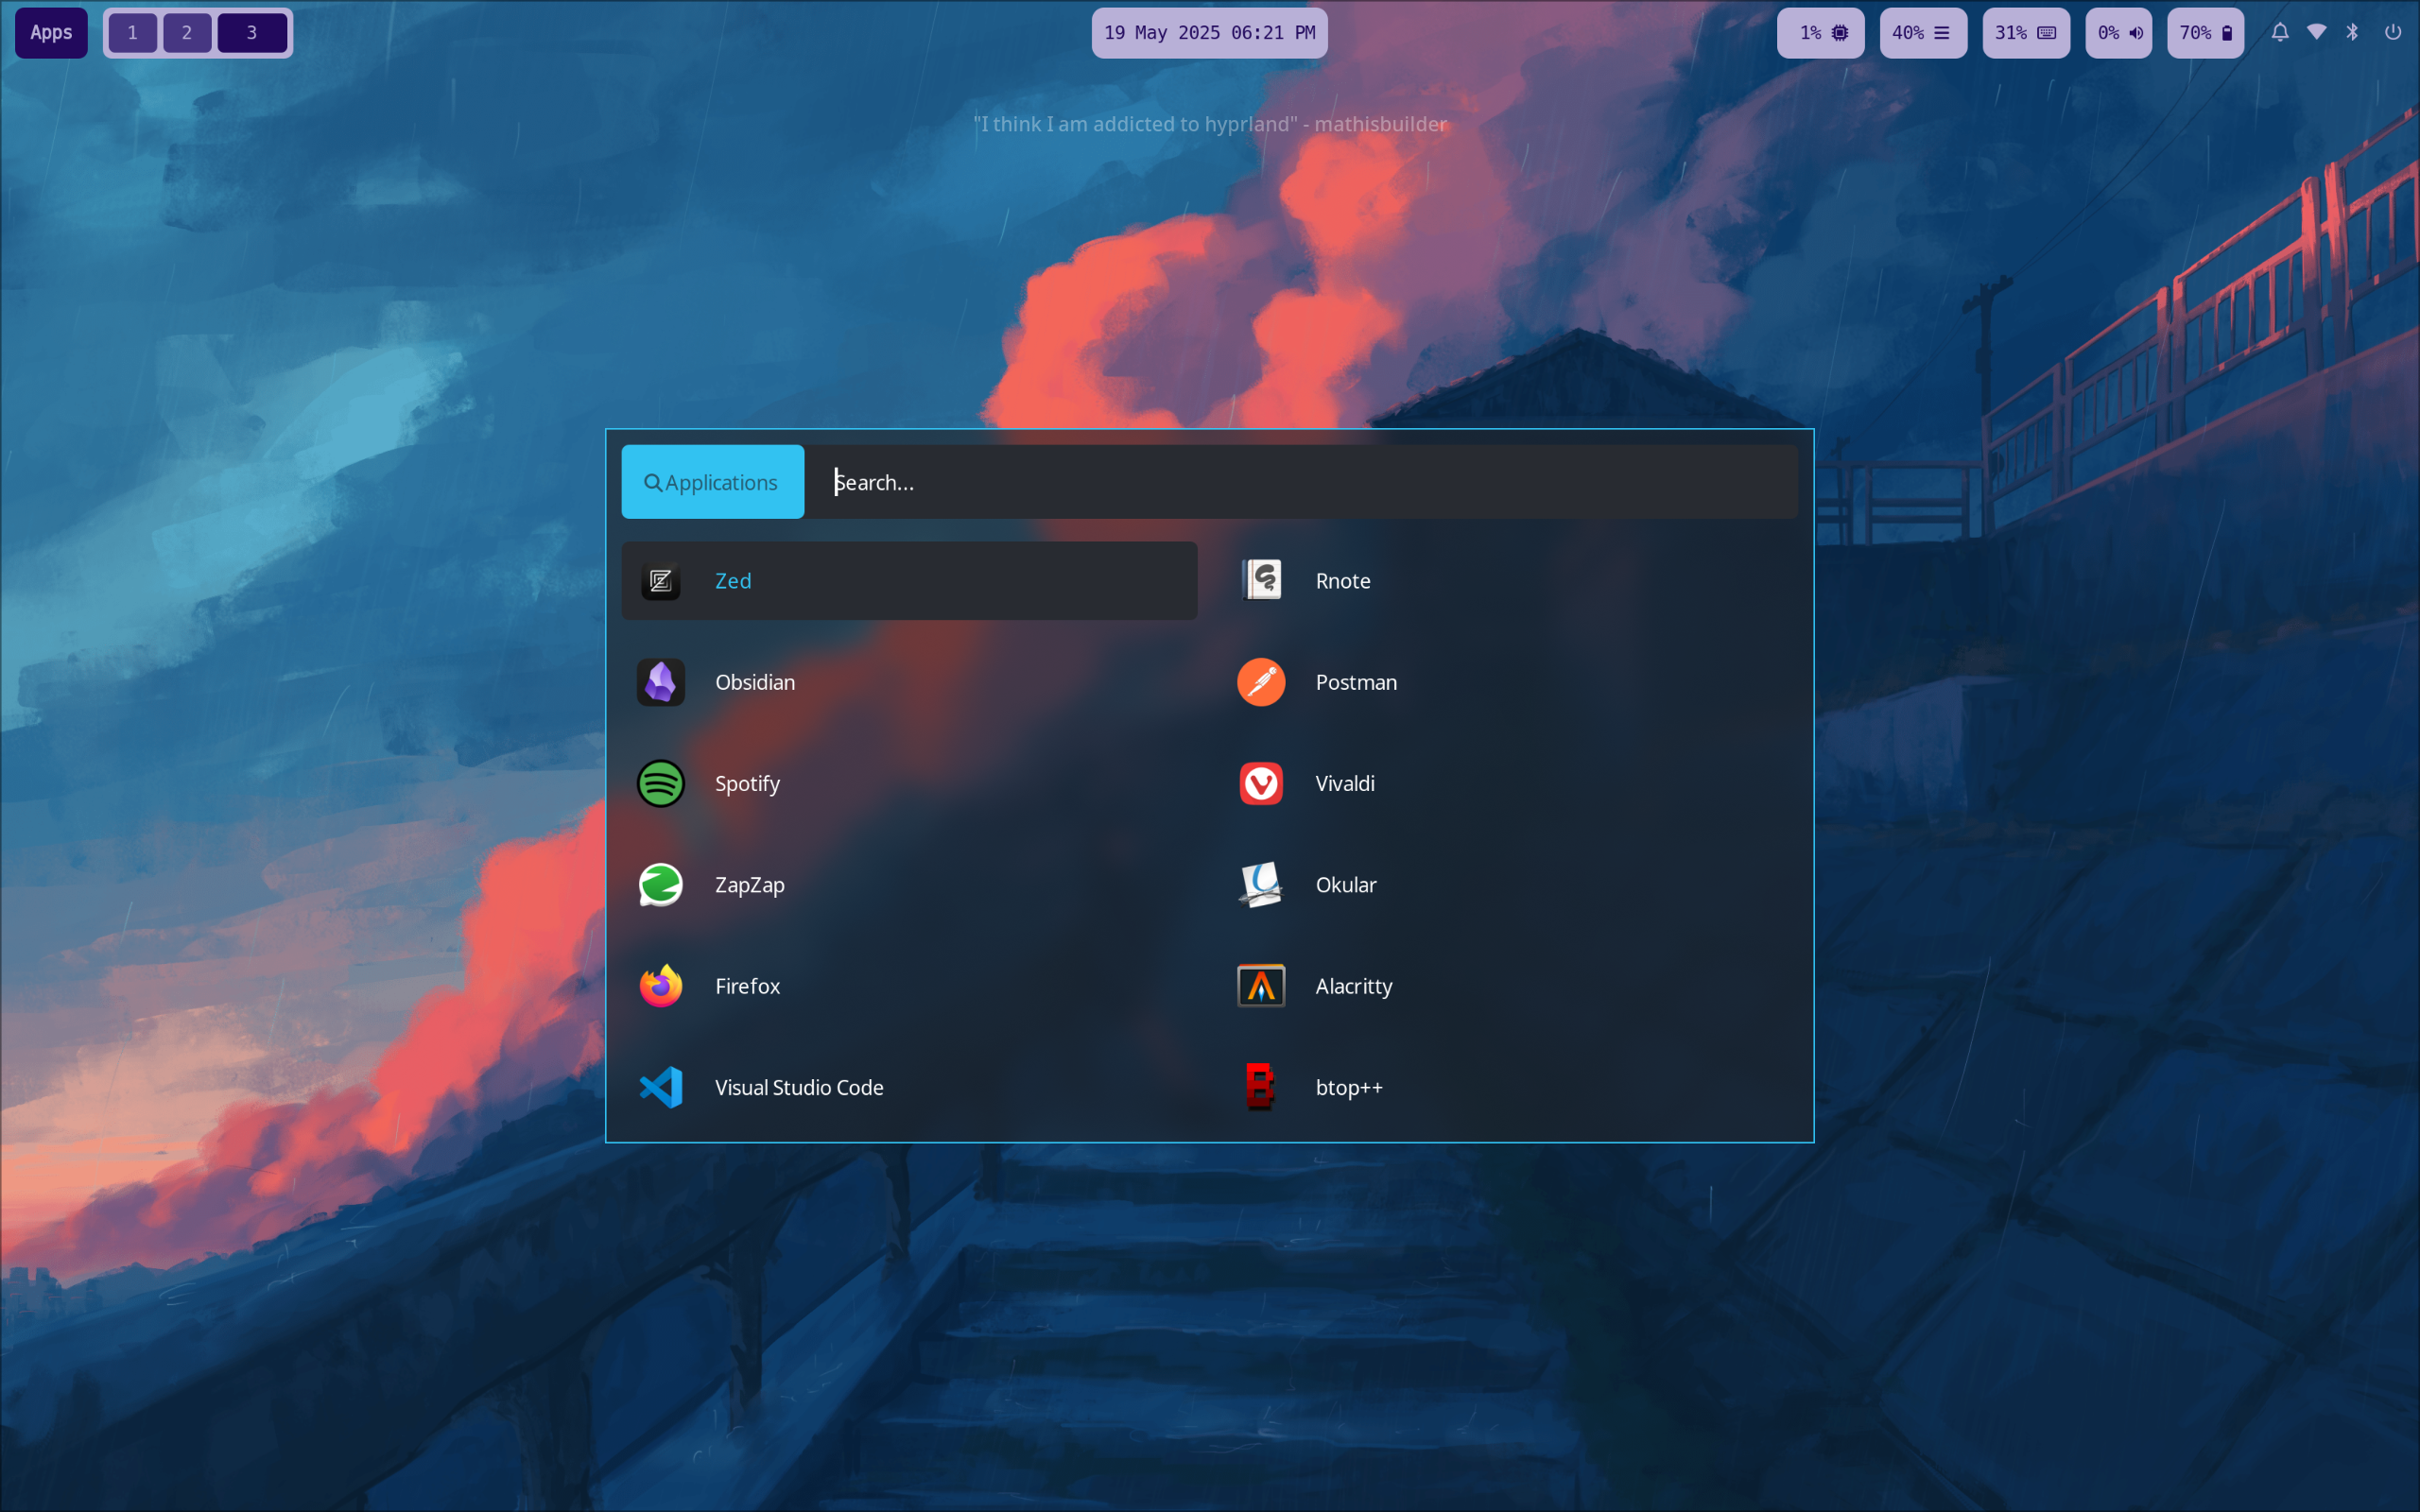 Apps 1 2 3 19 May 2025 06:21 PM 1% 40% 31% 0% 70%
"I think I am addicted to hyprland" - mathisbuilder
Applications Search...
Zed Rnote
Obsidian Postman
Spotify Vivaldi
ZapZap Okular
Firefox Alacritty
Visual Studio Code btop++